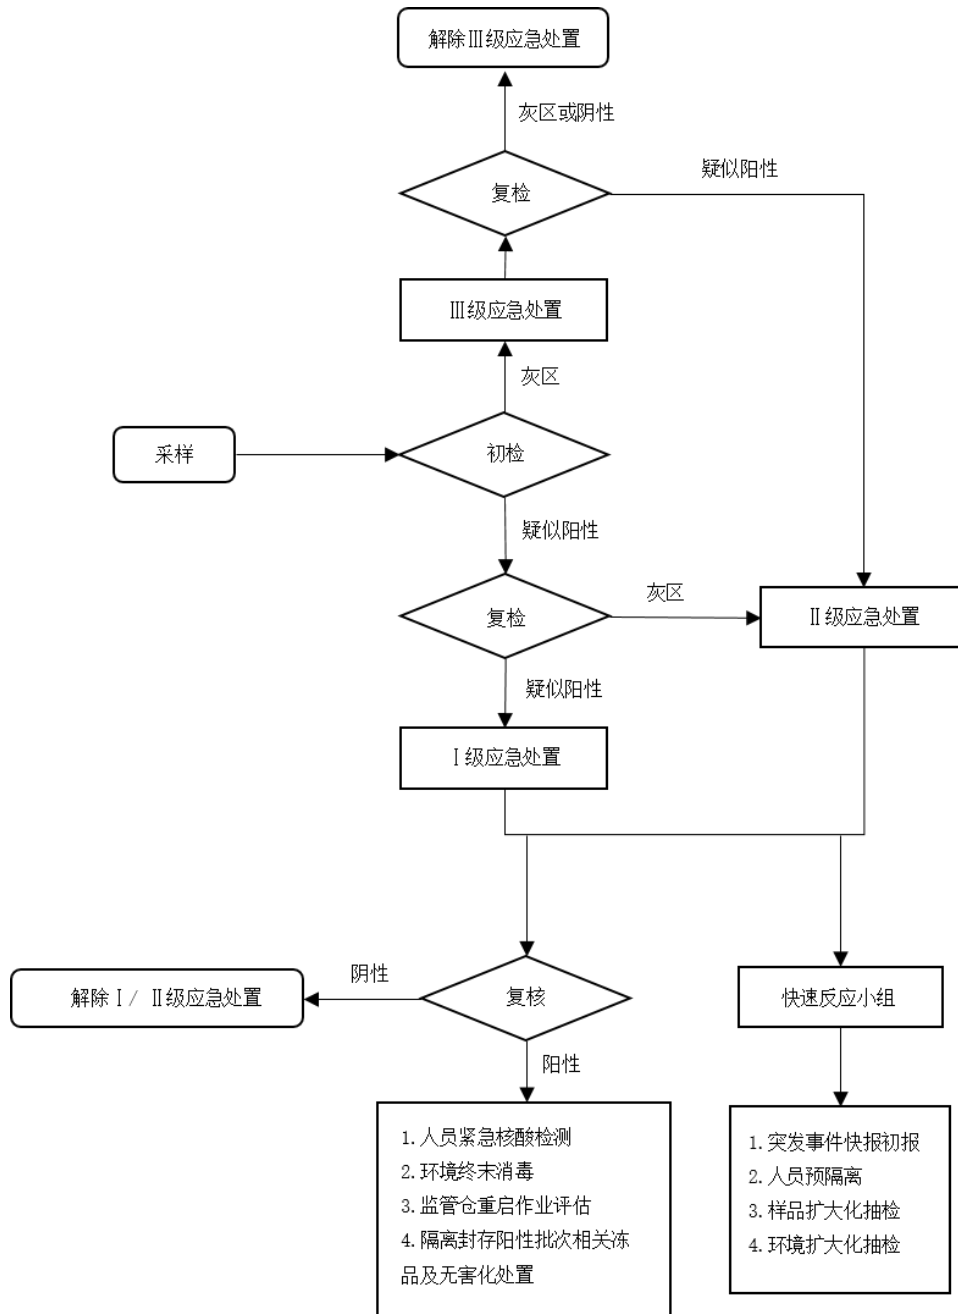 解除Ⅲ级应急处置
灰区或阴性
复检
疑似阳性
Ⅲ级应急处置
灰区
采样
初检
疑似阳性
复检
灰区
Ⅱ级应急处置
疑似阳性
Ⅰ级应急处置
阴性
解除Ⅰ/ Ⅱ级应急处置
复核
快速反应小组
阳性
1.人员紧急核酸检测
2.环境终末消毒
3.监管仓重启作业评估
4.隔离封存阳性批次相关冻
品及无害化处置
1.突发事件快报初报
2.人员预隔离
3.样品扩大化抽检
4.环境扩大化抽检